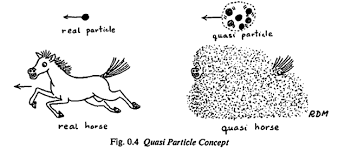 real particle
quasi particle
real horse
quasi horse
RDM
Fig. 0.4 Quasi Particle Concept